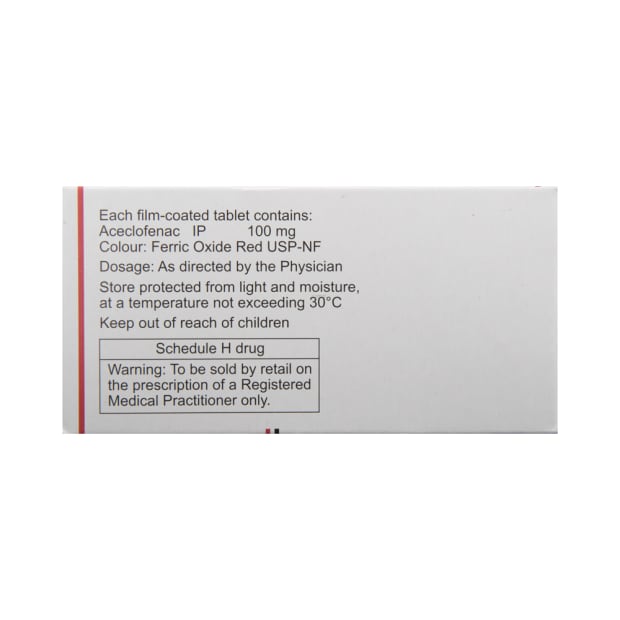 Each film-coated tablet contains:
Aceclofenac IP 100 mg
Colour: Ferric Oxide Red USP-NF
Dosage: As directed by the Physician
Store protected from light and moisture,
at a temperature not exceeding 30°C
Keep out of reach of children
Schedule H drug
Warning: To be sold by retail on
the prescription of a Registered
Medical Practitioner only.